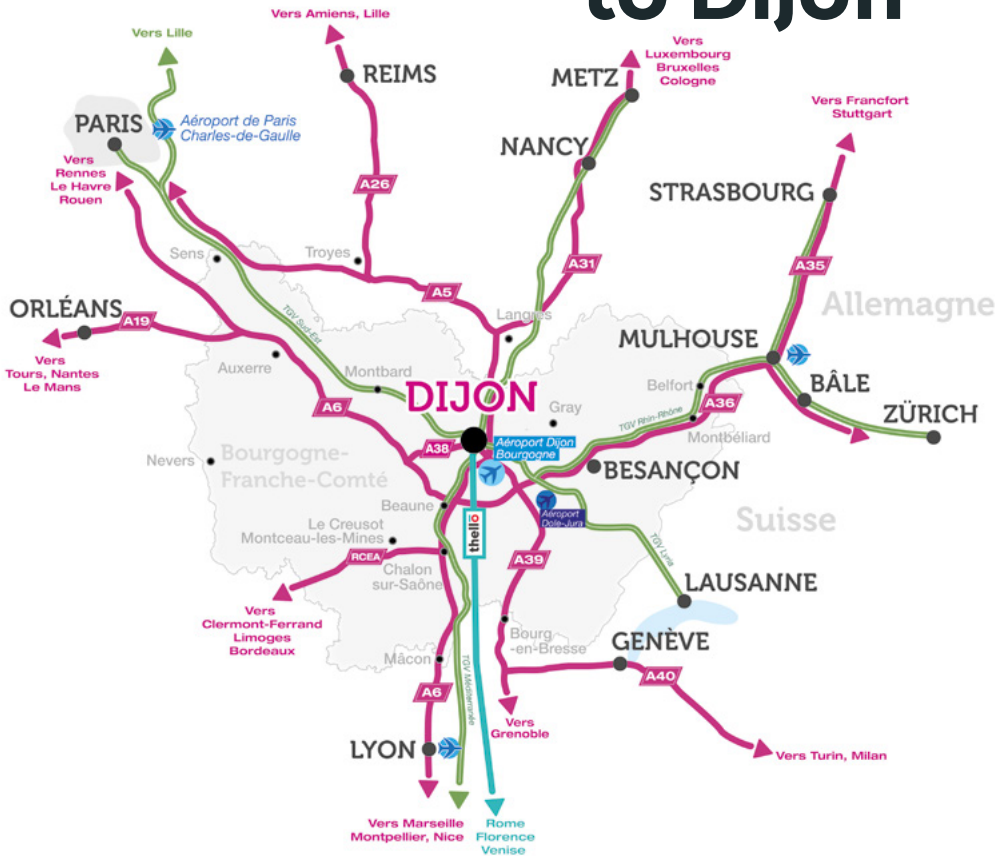 to Dijon
Vers Amiens, Lille
Vers Lille
REIMS
Vers
Luxembourg
Bruxelles
Cologne
METZ
Vers Francfort
Stuttgart
PARIS
Aéroport de Paris
Charles-de-Gaulle
NANCY
Vers
Rennes
Le Havre
Rouen
A26
STRASBOURG
Sens
Troyes
A31
A35
A5
Allemagne
ORLÉANS
A19
Langres
TGV Sud-Est
MULHOUSE
Vers
Tours, Nantes
Le Mans
Auxerre
Montbard
DIJON
Belfort
BÂLE
A6
Gray
A36
ZÜRICH
TGV Rhin-Rhône
Montbéliard
A38
Aéroport Dijon
Bourgogne
Nevers
Bourgogne-
Franche-Comté
BESANÇON
Beaune
Aéroport
Dole-Jura
Suisse
Le Creusot
Montceau-les-Mines
thello
TGV Lyria
RCEA
A39
Chalon
sur-Saône
LAUSANNE
Vers
Clermont-Ferrand
Limoges
Bordeaux
Bourg
-en-Bresse
GENÈVE
Mâcon
A40
TGV Méditerranée
A6
Vers
Grenoble
LYON
Vers Turin, Milan
Vers Marseille
Montpellier, Nice
Rome
Florence
Venise